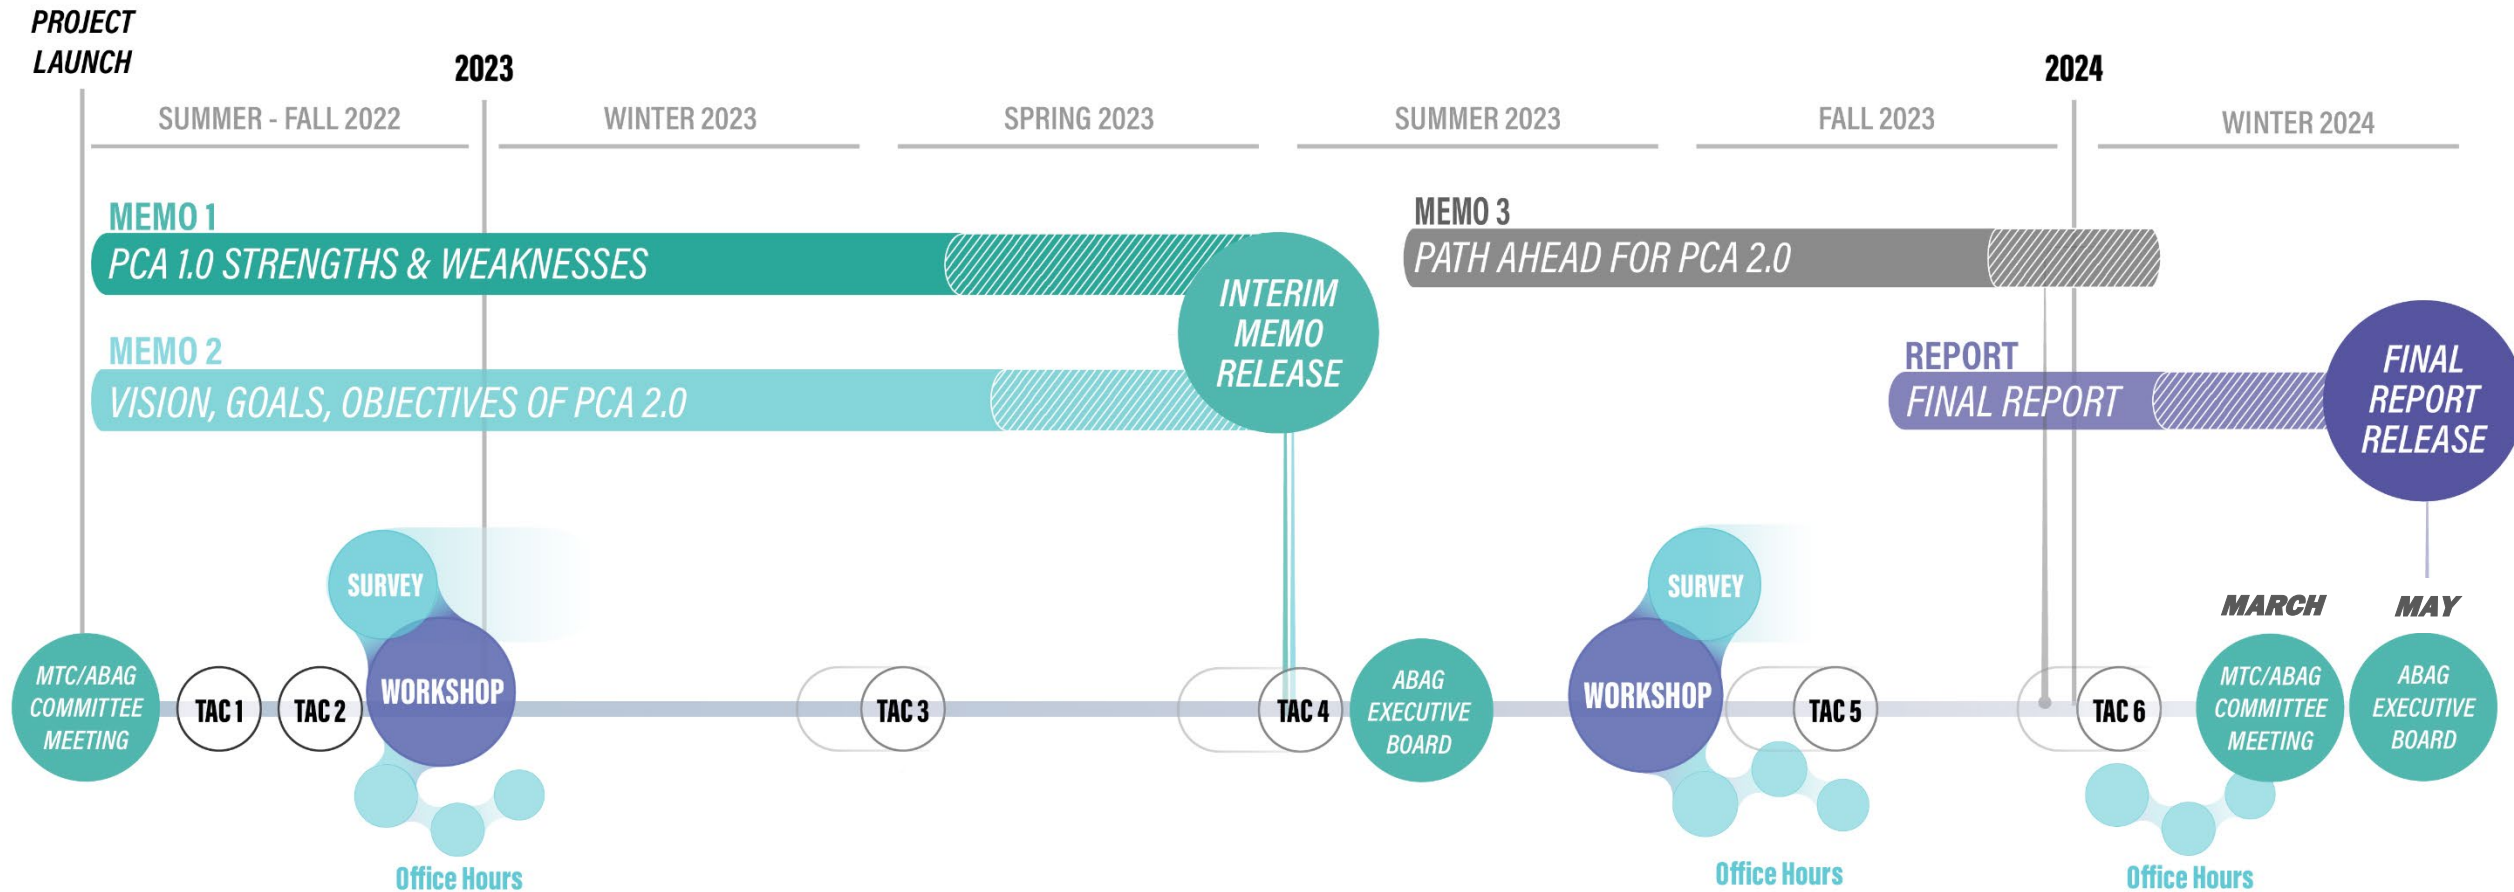 PROJECT
LAUNCH
2023
2024
SUMMER - FALL 2022
WINTER 2023
SPRING 2023
SUMMER 2023
FALL 2023
WINTER 2024
MEMO 1
PCA 1.0 STRENGTHS & WEAKNESSES
MEMO 2
VISION, GOALS, OBJECTIVES OF PCA 2.0
INTERIM
MEMO
RELEASE
MEMO 3
PATH AHEAD FOR PCA 2.0
REPORT
FINAL REPORT
FINAL
REPORT
RELEASE
MTC/ABAG
COMMITTEE
MEETING
TAC 1
TAC 2
SURVEY
WORKSHOP
Office Hours
TAC 3
TAC 4
ABAG
EXECUTIVE
BOARD
SURVEY
WORKSHOP
Office Hours
TAC 5
TAC 6
MARCH
MTC/ABAG
COMMITTEE
MEETING
Office Hours
MAY
ABAG
EXECUTIVE
BOARD